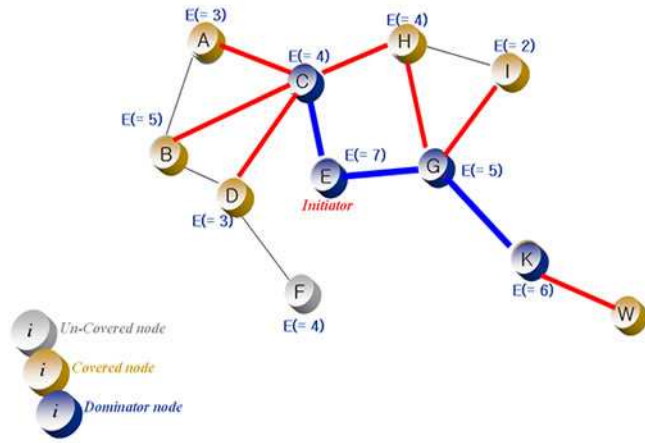 E(= 3)
A
E(= 4)
C
E(= 4)
H
E(= 2)
I
E(= 5)
B
D
E(= 3)
E
E(= 7)
Initiator
G
E(= 5)
F
E(= 4)
K
E(= 6)
W
i Un-Covered node
i Covered node
i Dominator node